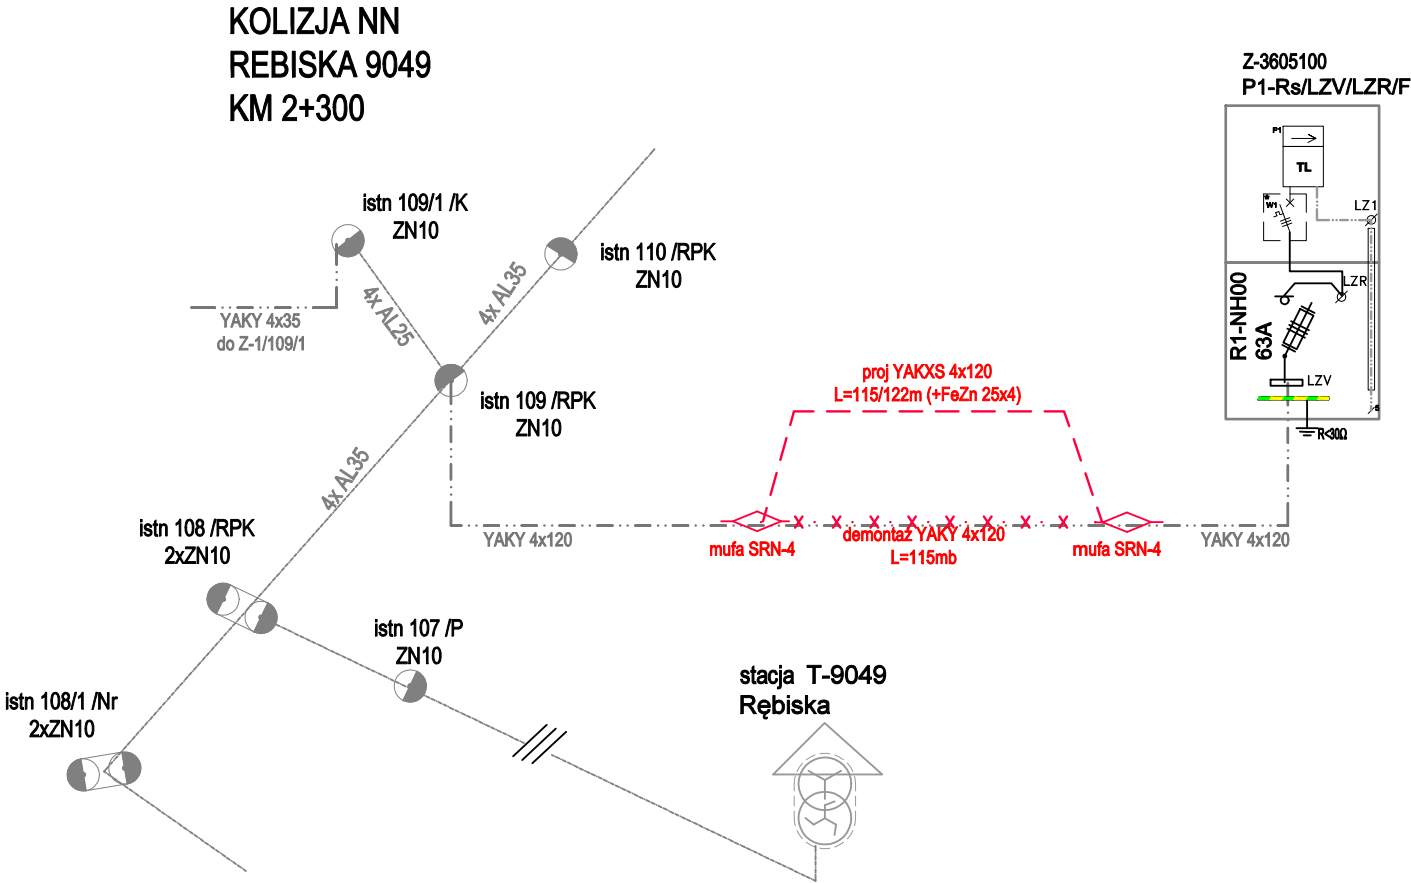 KOLIZJA NN
REBISKA 9049
KM 2+300
Z-3605100
P1-Rs/LZV/LZR/F
P1
TL
W1
LZ1
LZR
R1-NH00
63A
LZV
R<30Ω
istn 109/1 /K
ZN10
istn 110 /RPK
ZN10
4x AL35
4x AL25
YAKY 4x35
do Z-1/109/1
istn 109 /RPK
ZN10
proj YAKXS 4x120
L=115/122m (+FeZn 25x4)
4x AL35
istn 108 /RPK
2xZN10
YAKY 4x120
mufa SRN-4
demontaż YAKY 4x120
L=115mb
mufa SRN-4
YAKY 4x120
istn 107 /P
ZN10
stacja T-9049
Rębiska
istn 108/1 /Nr
2xZN10